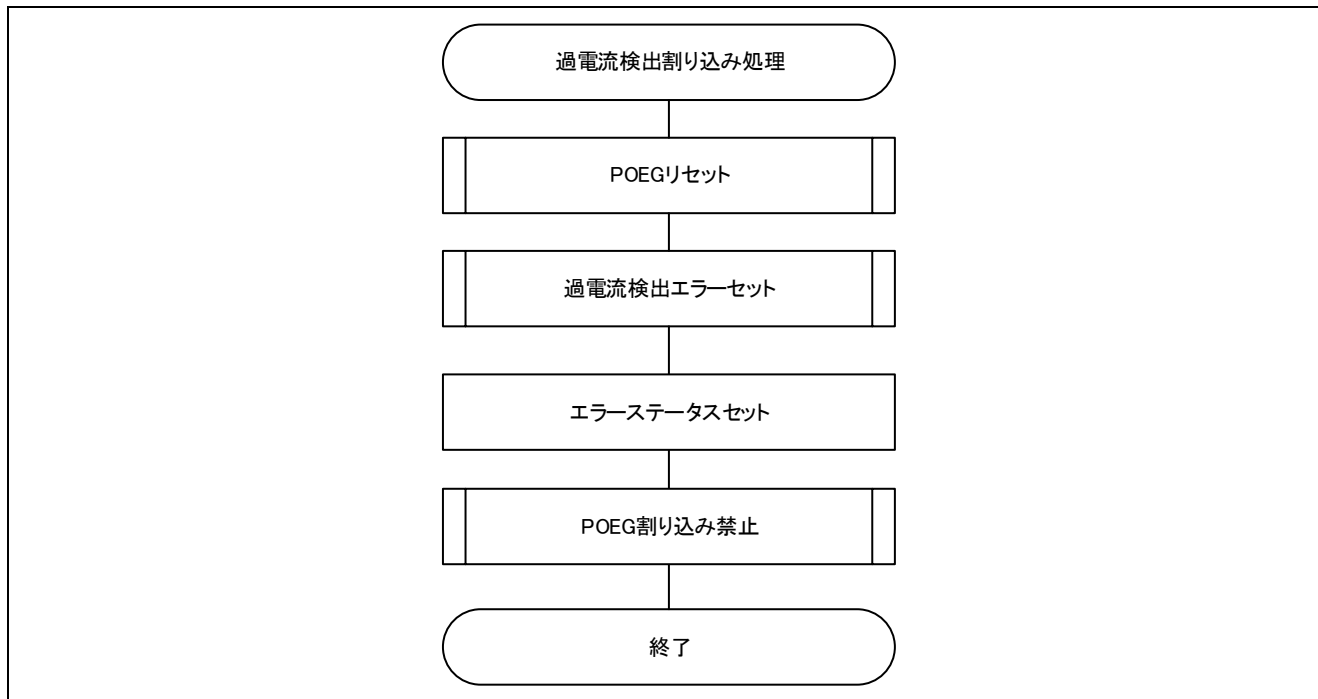 過電流検出割り込み処理
POEGリセット
過電流検出エラーセット
エラーステータスセット
POEG割り込み禁止
終了